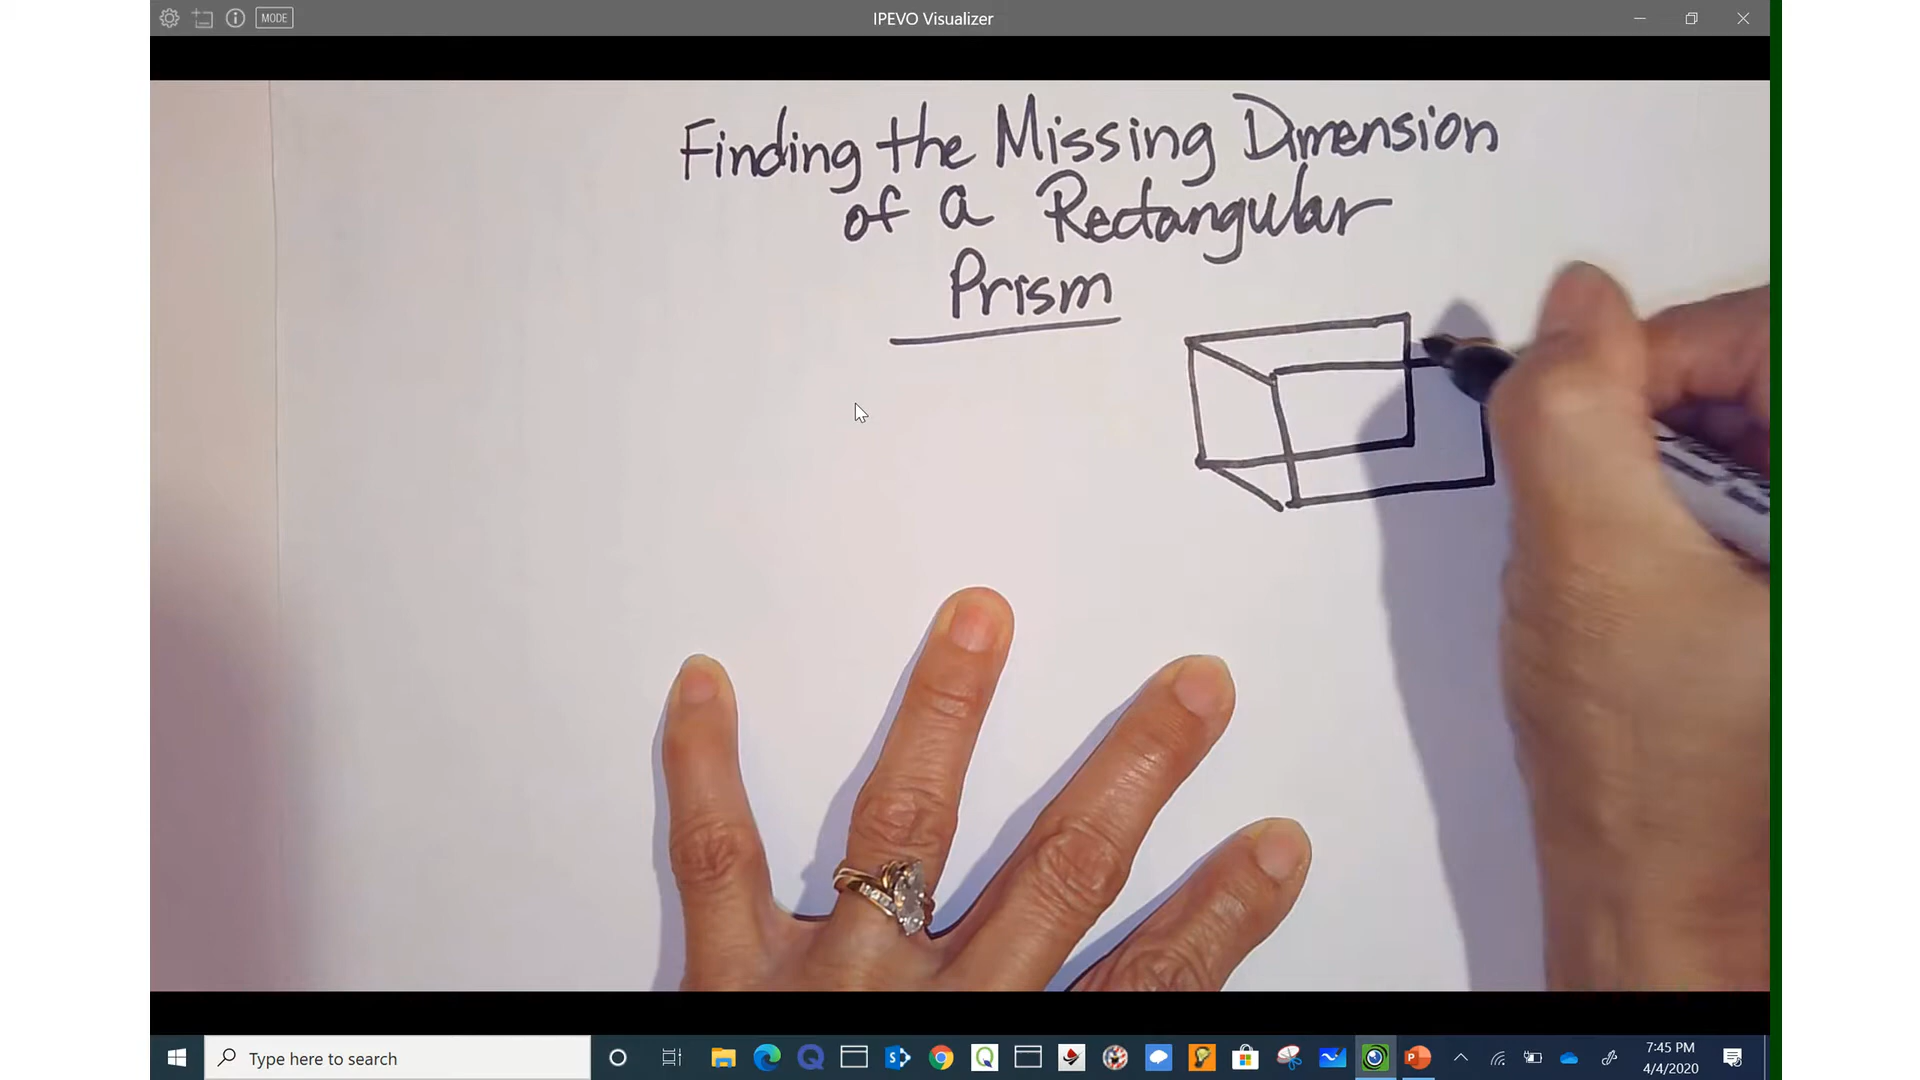 MODE
IPEVO Visualizer
Finding the Missing Dimension
of a Rectangular
Prism
Type here to search
7:45 PM
4/4/2020